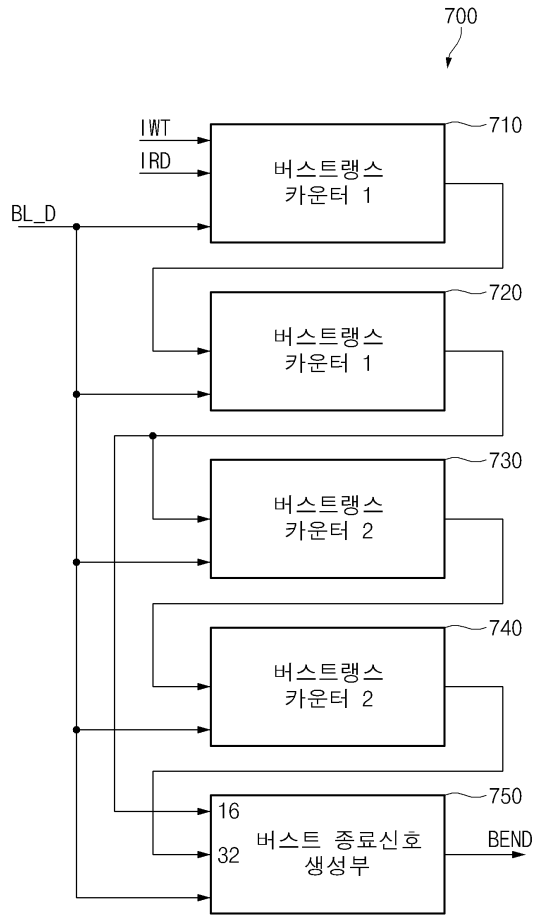 700
IWT
710
IRD
버스트랭스
카운터 1
BL_D
720
버스트랭스
카운터 1
730
버스트랭스
카운터 2
740
버스트랭스
카운터 2
750
16
버스트 종료신호
생성부
32
BEND